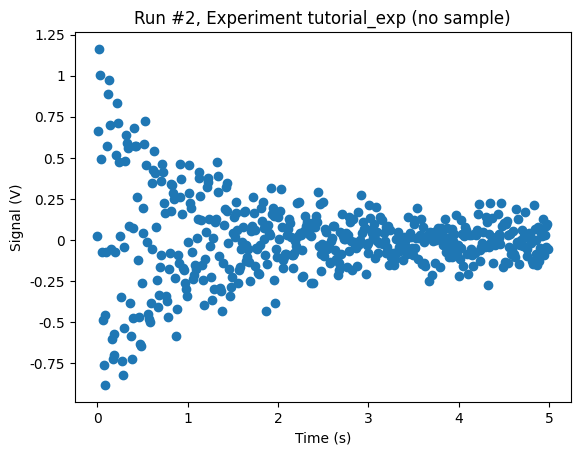 Run #2, Experiment tutorial_exp (no sample)
Signal (V)
1.25
1
0.75
0.5
0.25
0
-0.25
-0.5
-0.75
0 1 2 3 4 5
Time (s)